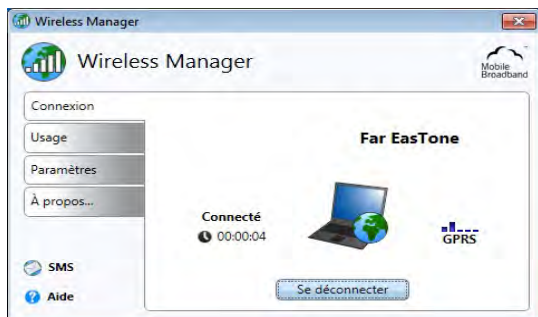 Wireless Manager
Wireless Manager
Mobile
Broadband
Connexion
Usage
Paramètres
À propos...
SMS
Aide
Far EasTone
Connecté
00:00:04
GPRS
Se déconnecter